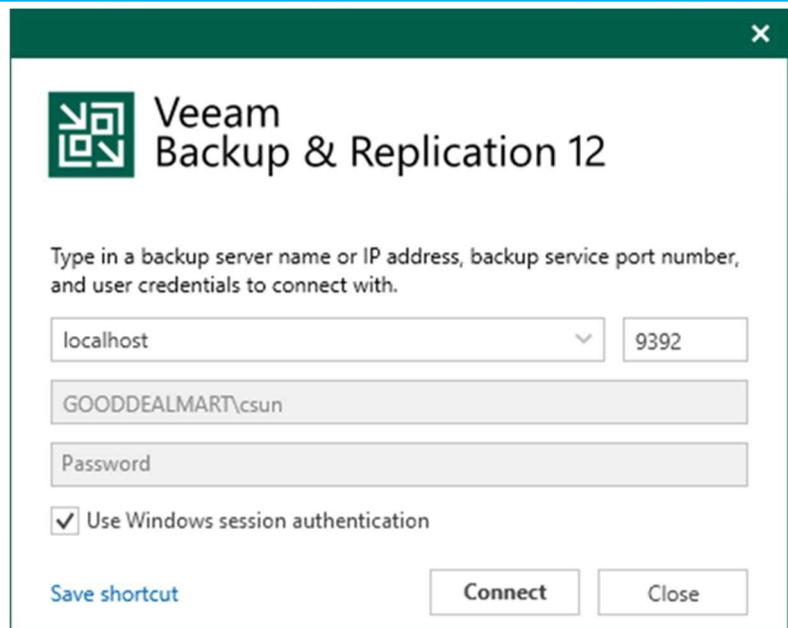 Veeam
Backup & Replication 12
Type in a backup server name or IP address, backup service port number,
and user credentials to connect with.
localhost 9392
GOODDEALMART\csun
Password
Use Windows session authentication
Save shortcut Connect Close